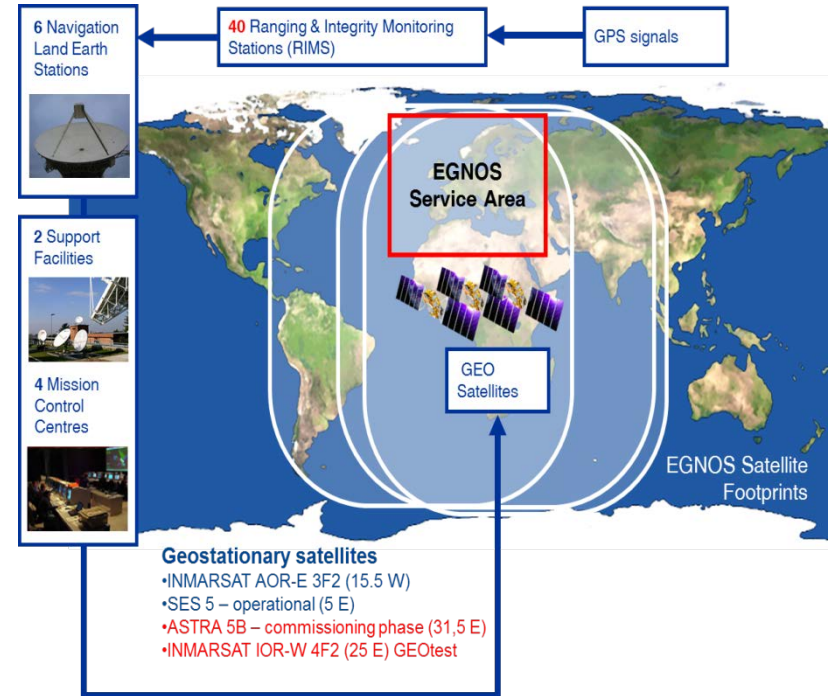 6 Navigation
Land Earth
Stations
40 Ranging & Integrity Monitoring
Stations (RIMS)
GPS signals
EGNOS
Service Area
2 Support
Facilities
4 Mission
Control
Centres
GEO
Satellites
EGNOS Satellite
Footprints
Geostationary satellites
•INMARSAT AOR-E 3F2 (15.5 W)
•SES 5 – operational (5 E)
•ASTRA 5B – commissioning phase (31,5 E)
•INMARSAT IOR-W 4F2 (25 E) GEOtest